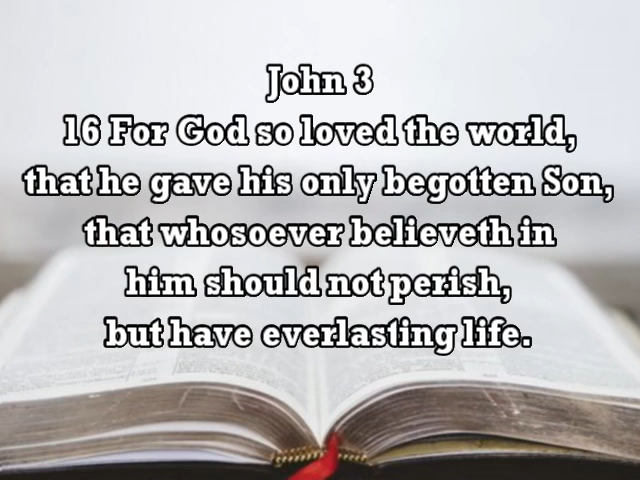 John 3
16 For God so loved the world,
that he gave his only begotten Son,
that whosoever believeth in
him should not perish,
but have everlasting life.